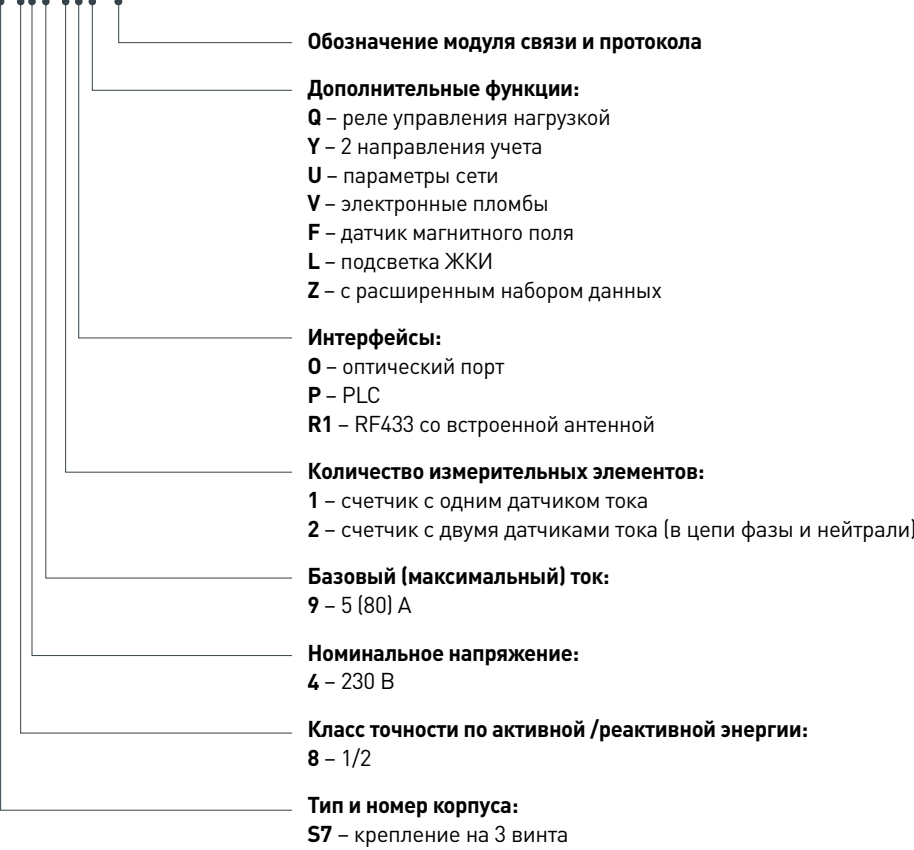 Обозначение модуля связи и протокола
Дополнительные функции:
Q – реле управления нагрузкой
Y – 2 направления учета
U – параметры сети
V – электронные пломбы
F – датчик магнитного поля
L – подсветка ЖКИ
Z – с расширенным набором данных
Интерфейсы:
O – оптический порт
P – PLC
R1 – RF433 со встроенной антенной
Количество измерительных элементов:
1 – счетчик с одним датчиком тока
2 – счетчик с двумя датчиками тока (в цепи фазы и нейтрали)
Базовый (максимальный) ток:
9 – 5 (80) А
Номинальное напряжение:
4 – 230 В
Класс точности по активной /реактивной энергии:
8 – 1/2
Тип и номер корпуса:
S7 – крепление на 3 винта